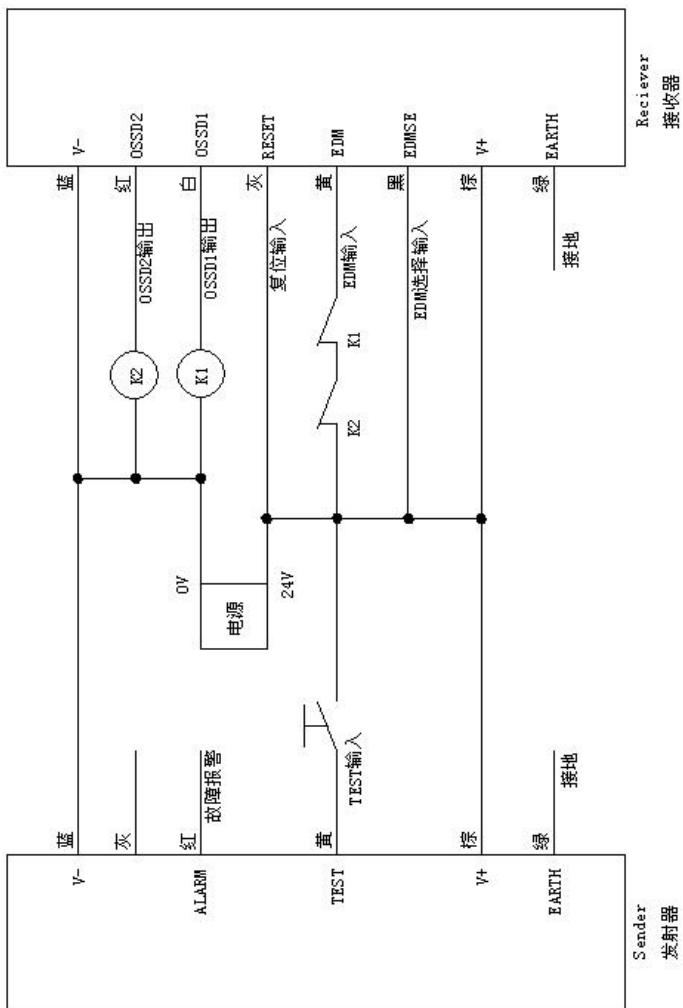 Reciever
接收器
V-
OSSD2
OSSD1
RESET
EDM
EDMSE
V+
EARTH
蓝
红
白
灰
黄
黑
棕
绿
OSSD2输出
OSSD1输出
复位输入
EDM输入
EDM选择输入
接地
K2
K1
K1
K2
0V
24V
电源
故障报警
TEST输入
接地
蓝
灰
红
黄
棕
绿
V-
ALARM
TEST
V+
EARTH
Sender
发射器